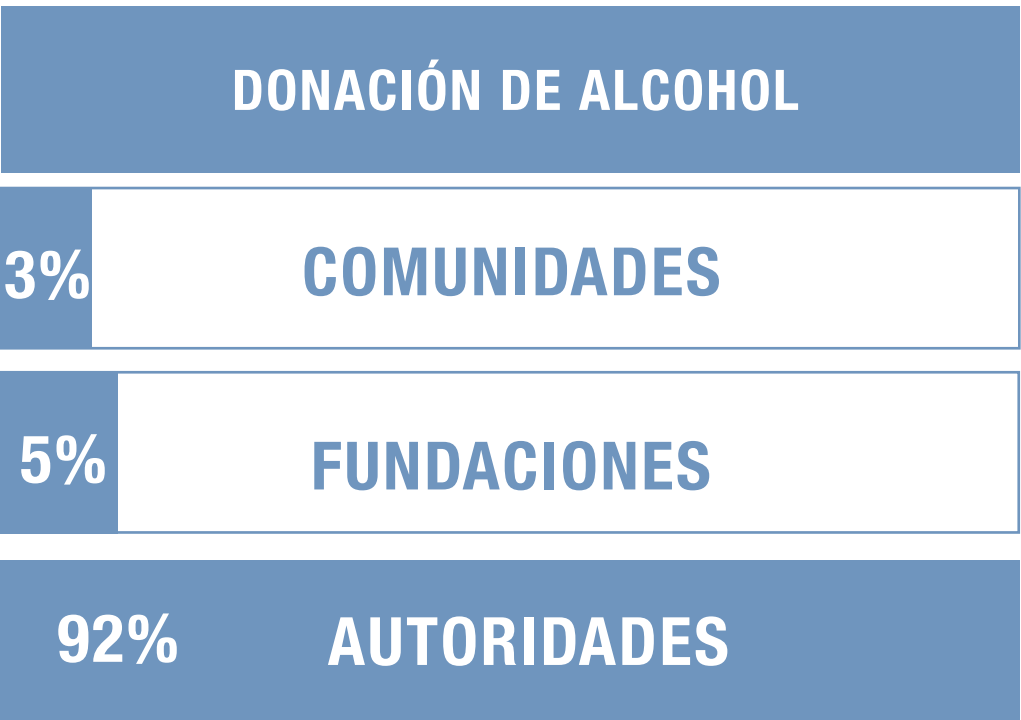 DONACIÓN DE ALCOHOL
3% COMUNIDADES
5% FUNDACIONES
92% AUTORIDADES